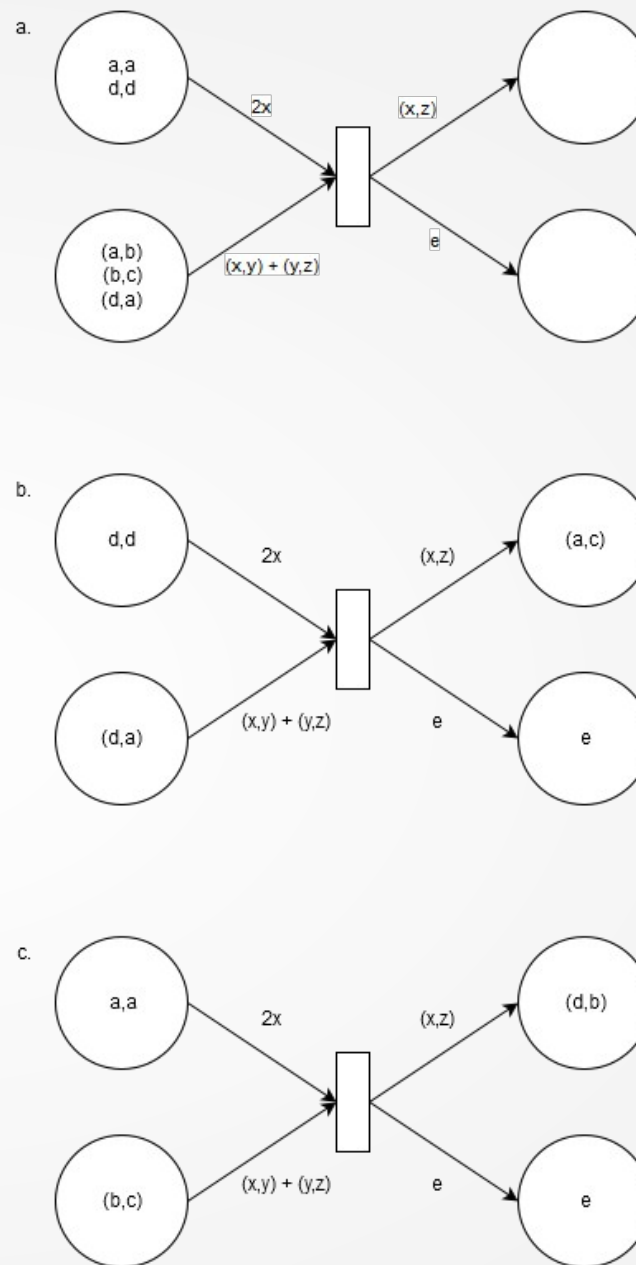 a.
a,a
d,d
2x
(x,z)
(a,b)
(b,c)
(d,a)
(x,y) + (y,z)
e
b.
d,d
2x
(x,z)
(a,c)
(d,a)
(x,y) + (y,z)
e
e
c.
a,a
2x
(x,z)
(d,b)
(b,c)
(x,y) + (y,z)
e
e